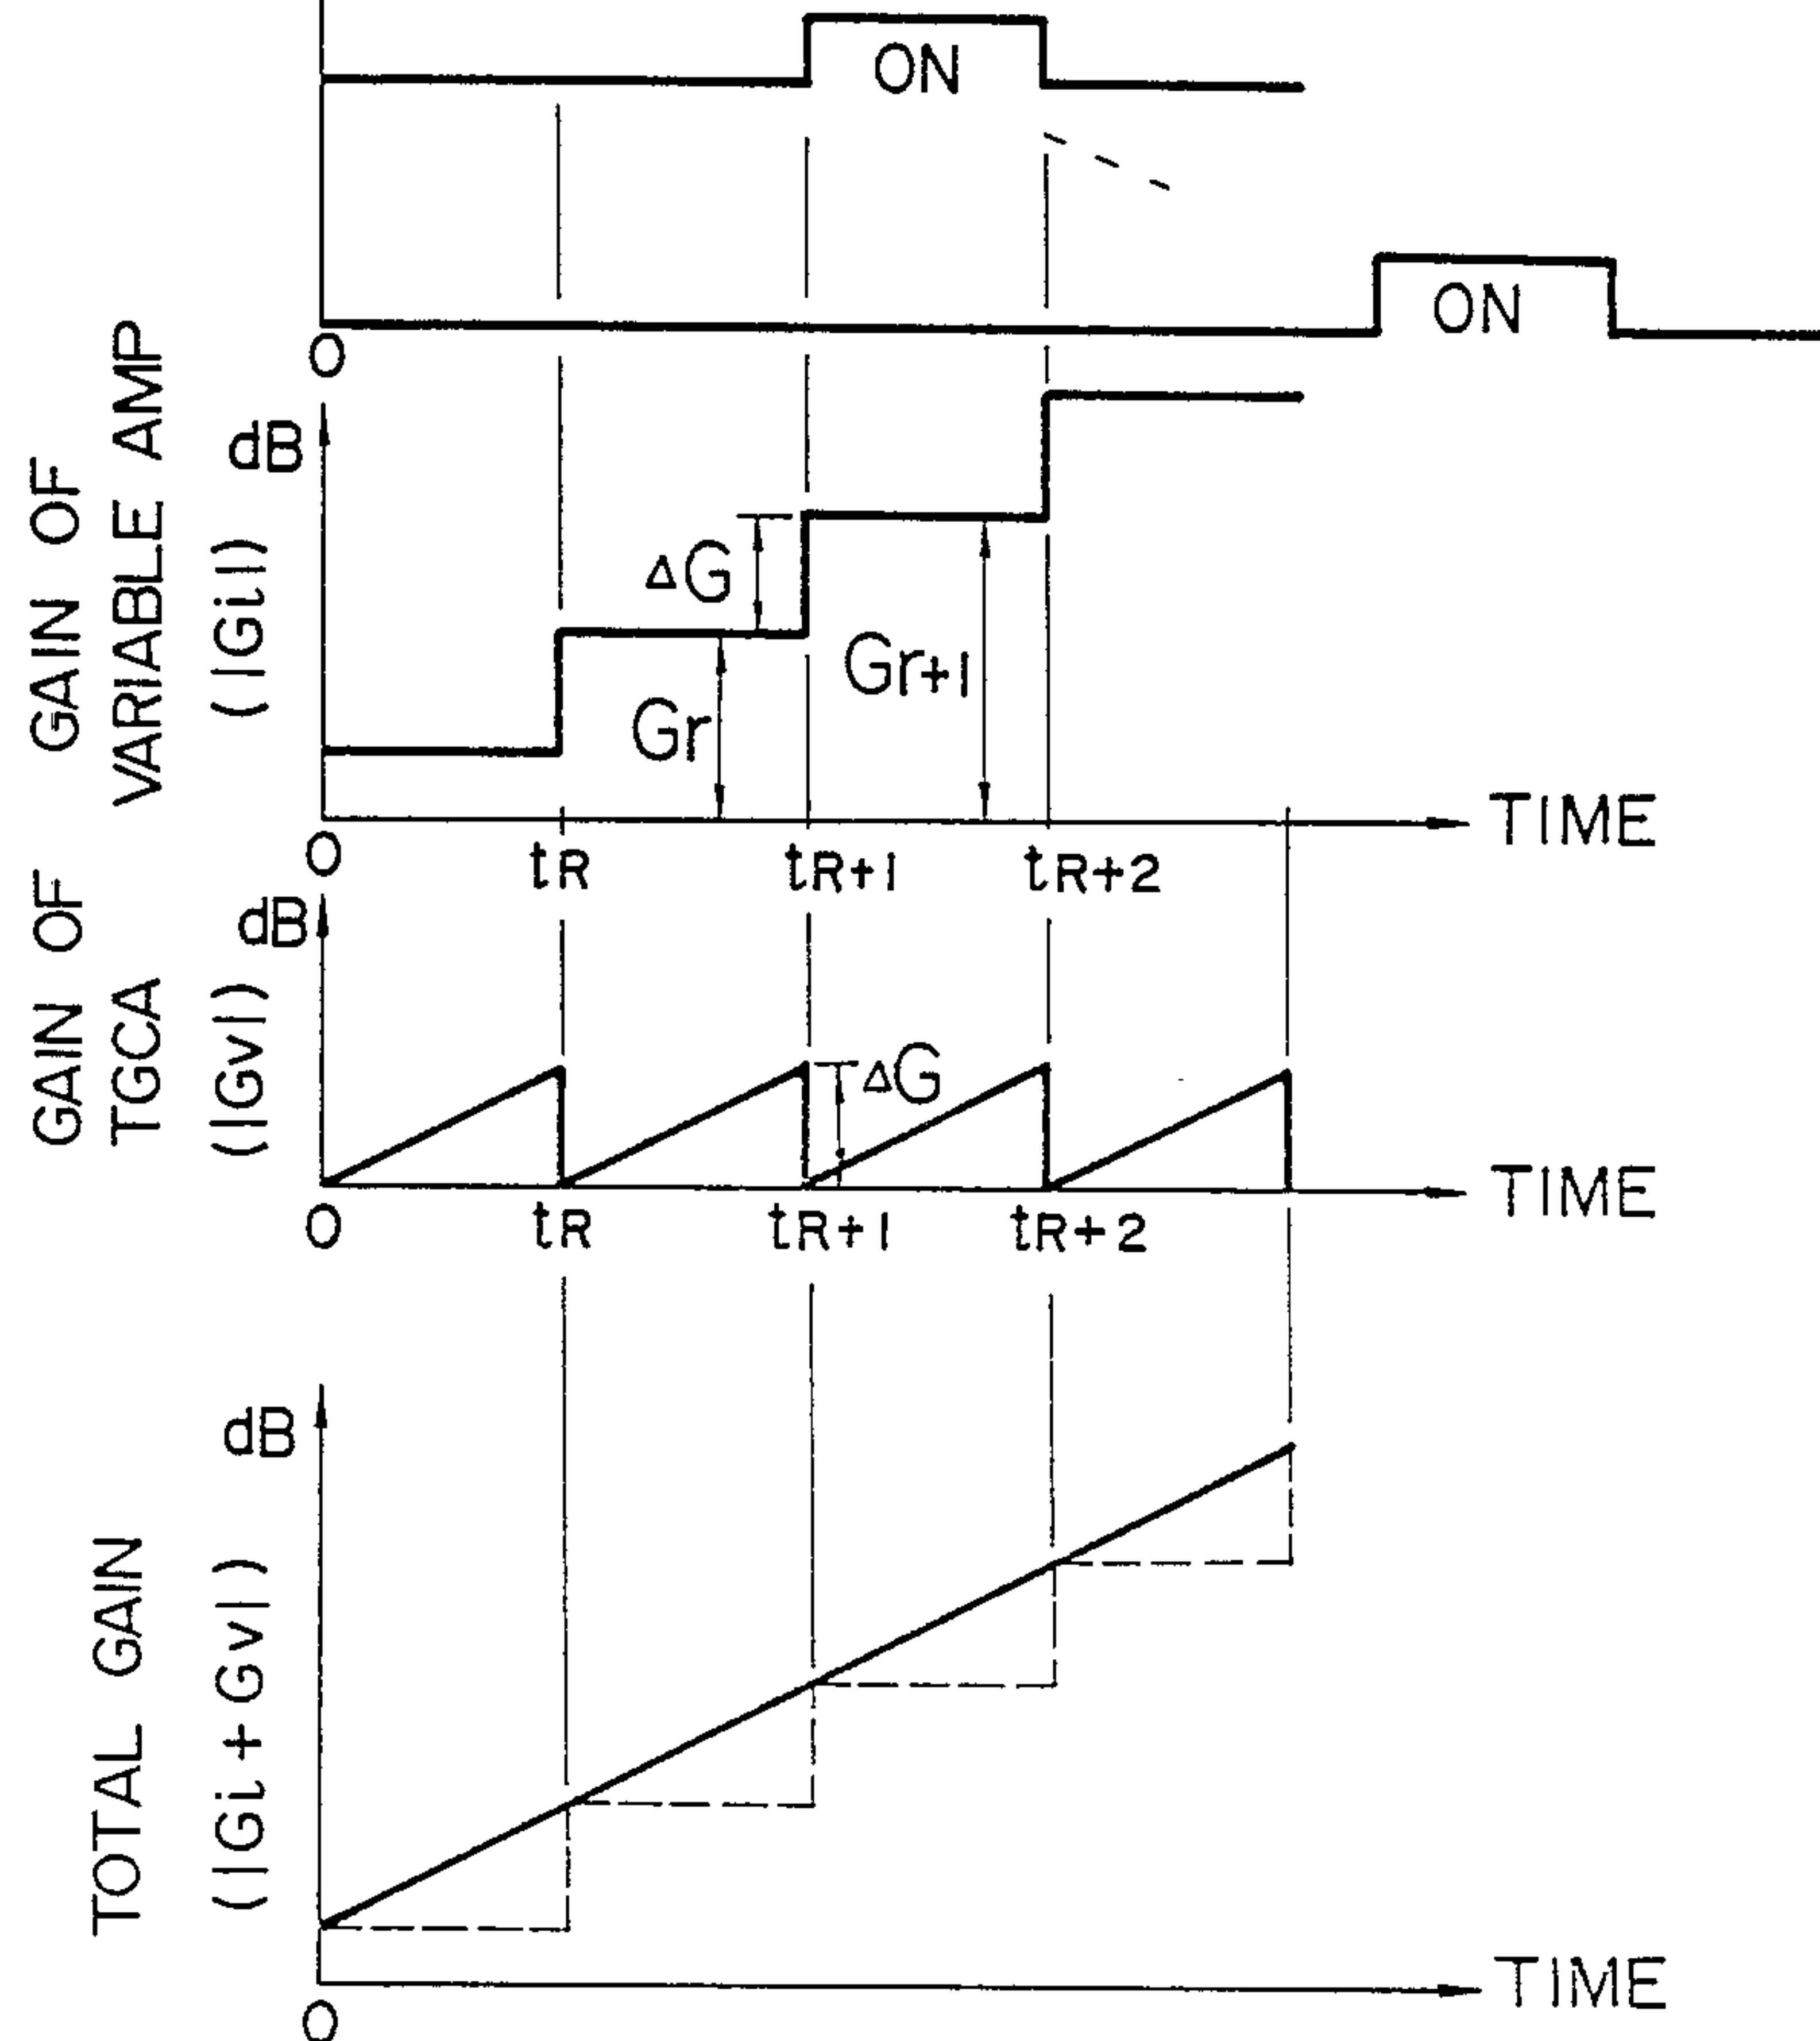 ON
ON
0
GAIN OF
VARIABLE AMP
(|Gi|)
dB
ΔG
Gr
Gr+1
TIME
0
tR
tR+1
tR+2
GAIN OF
TGCA
(|Gv|)
dB
ΔG
TIME
0
tR
tR+1
tR+2
TOTAL GAIN
(|Gi+Gv|)
dB
TIME
0